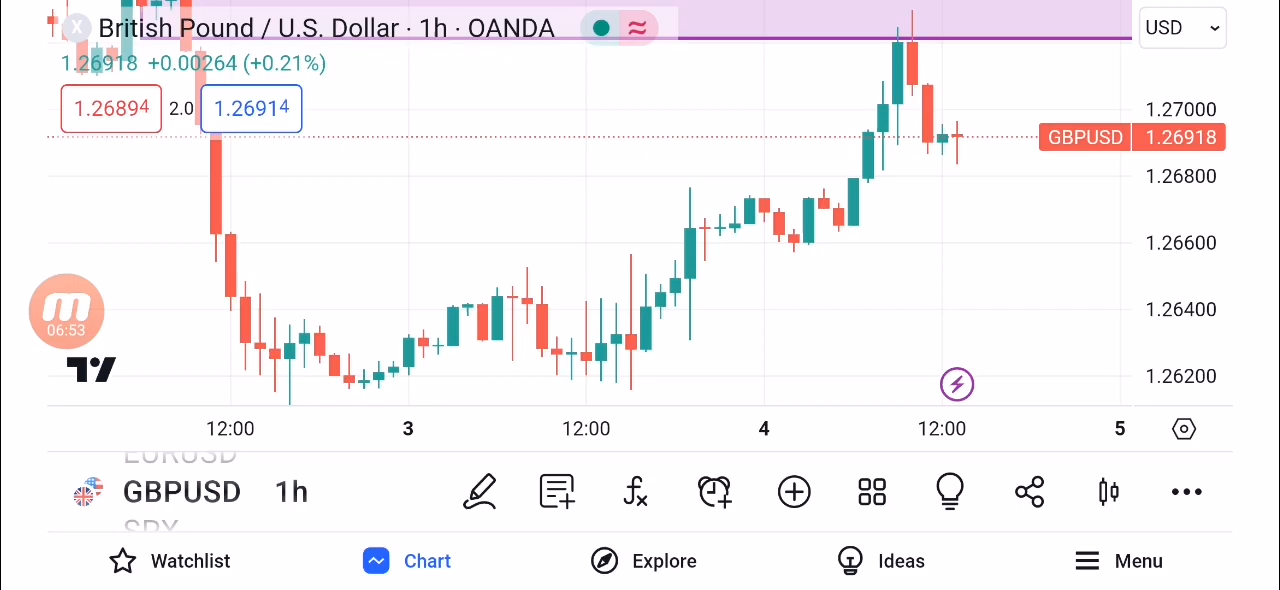 X British Pound / U.S. Dollar · 1h · OANDA
USD
1.26918 +0.00264 (+0.21%)
1.26894 2.0 1.26914
1.27000
GBPUSD 1.26918
1.26800
1.26600
1.26400
m
06:53
1.26200
12:00 3 12:00 4 12:00 5
EURUSD
GBPUSD 1h
SPX
Watchlist Chart Explore Ideas Menu